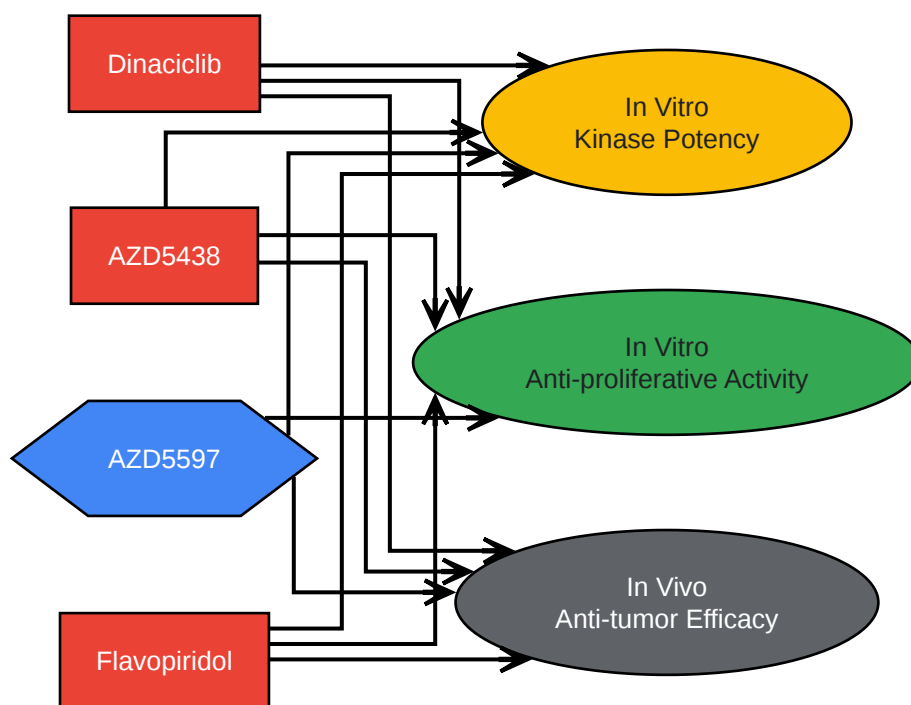 Dinaciclib
In Vitro
Kinase Potency
AZD5438
In Vitro
Anti-proliferative Activity
AZD5597
In Vivo
Anti-tumor Efficacy
Flavopiridol